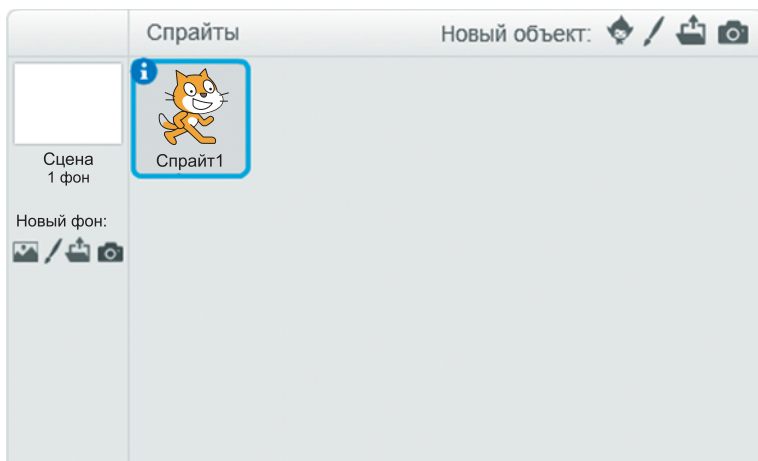 Спрайты
Новый объект:
i
Спрайт1
Сцена
1 фон
Новый фон: